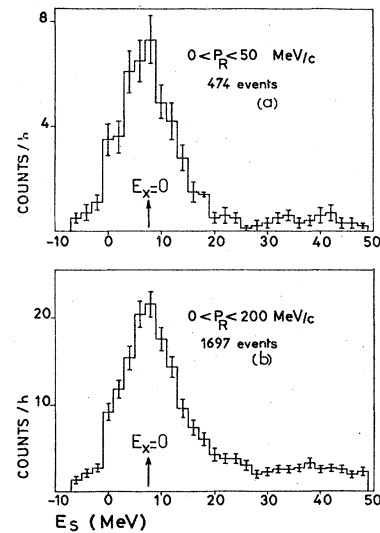 8
4
COUNTS/h
0 < P_R < 50 MeV/c
474 events
(a)
E_x=0
-10 0 10 20 30 40 50
20
10
COUNTS/h
0 < P_R < 200 MeV/c
1697 events
(b)
E_x=0
-10 0 10 20 30 40 50
E_S (MeV)